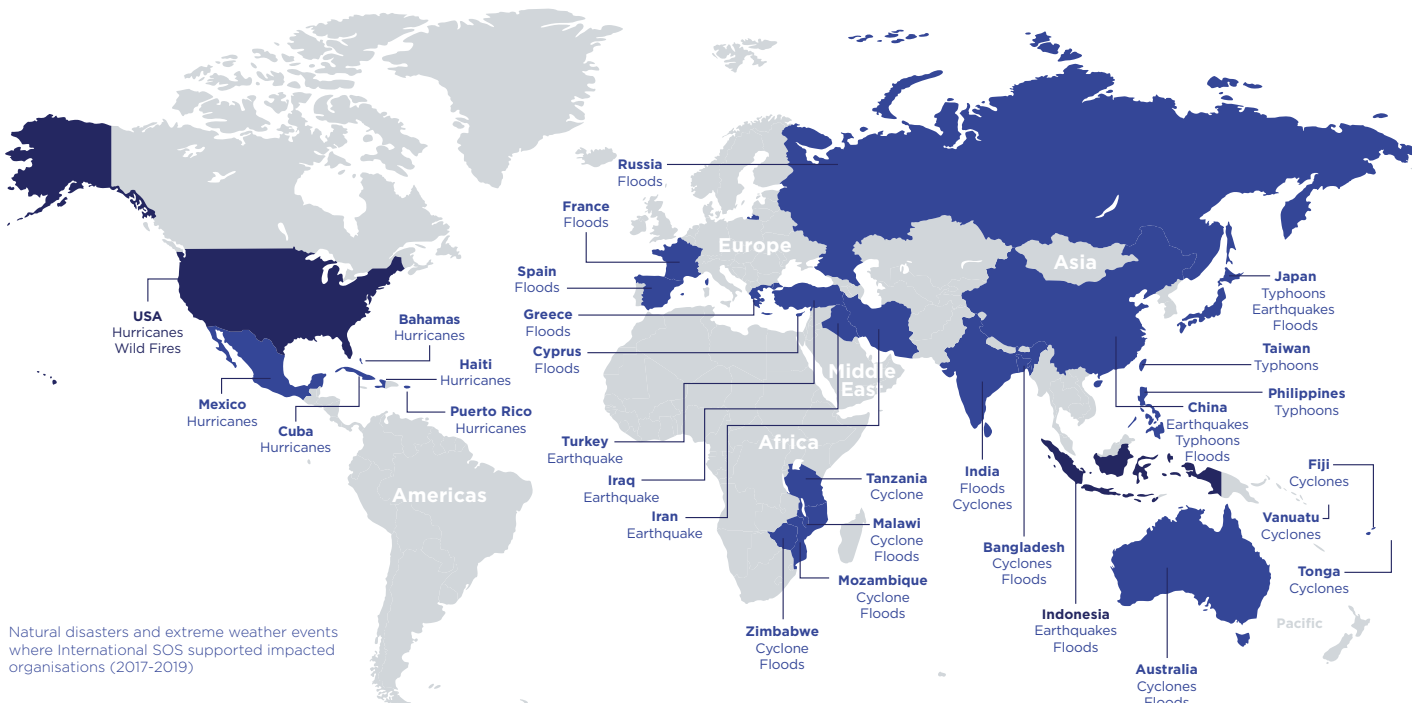 Russia
Floods
France
Floods
Europe
Asia
Spain
Floods
Japan
Typhoons
Earthquakes
Floods
USA
Hurricanes
Wild Fires
Bahamas
Hurricanes
Greece
Floods
Cyprus
Floods
Taiwan
Typhoons
Haiti
Hurricanes
Middle
East
Philippines
Typhoons
Mexico
Hurricanes
Cuba
Hurricanes
Puerto Rico
Hurricanes
China
Earthquakes
Typhoons
Floods
Turkey
Earthquake
Africa
Americas
Iraq
Earthquake
Iran
Earthquake
Tanzania
Cyclone
India
Floods
Cyclones
Fiji
Cyclones
Malawi
Cyclone
Floods
Vanuatu
Cyclones
Bangladesh
Cyclones
Floods
Tonga
Cyclones
Mozambique
Cyclone
Floods
Indonesia
Earthquakes
Floods
Pacific
Zimbabwe
Cyclone
Floods
Australia
Cyclones
Floods
Natural disasters and extreme weather events
where International SOS supported impacted
organisations (2017-2019)